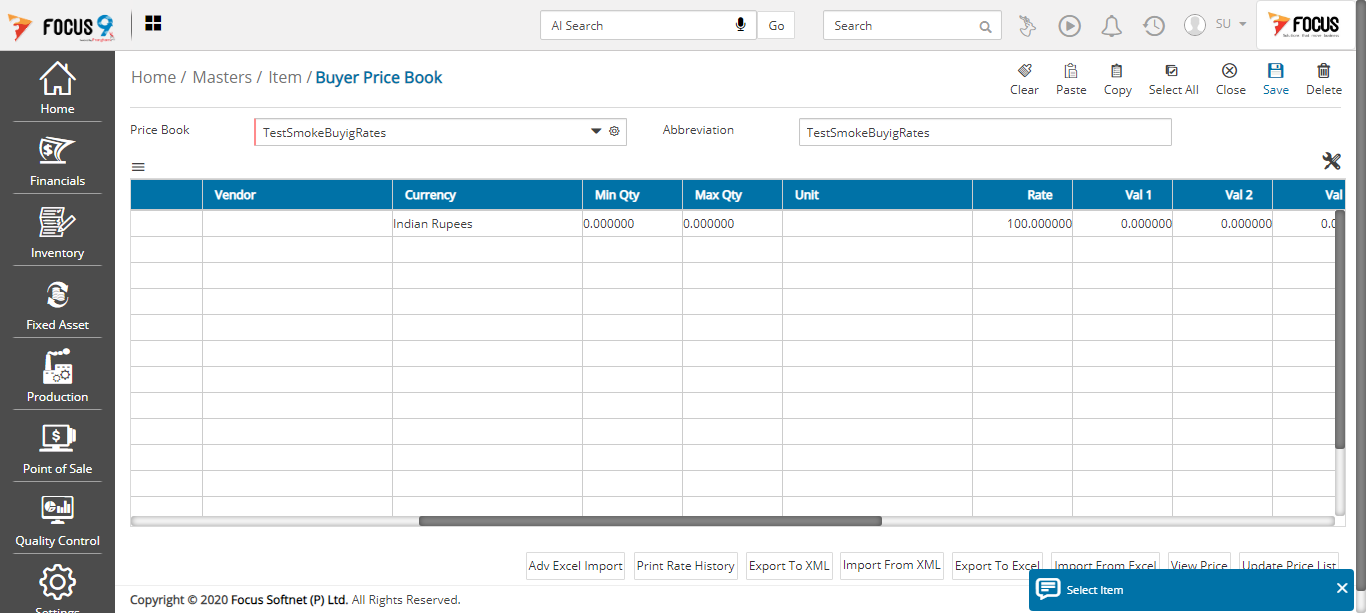 FOCUS 9
AI Search
Go
Search
SU
FOCUS
Home / Masters / Item / Buyer Price Book
Clear
Paste
Copy
Select All
Close
Save
Delete
Home
Financials
Inventory
Fixed Asset
Production
Point of Sale
Quality Control
Settings
Price Book
TestSmokeBuyigRates
Abbreviation
TestSmokeBuyigRates
Vendor Currency Min Qty Max Qty Unit Rate Val 1 Val 2 Val
Indian Rupees 0.000000 0.000000 100.000000 0.000000 0.000000 0.0
Adv Excel Import
Print Rate History
Export To XML
Import From XML
Export To Excel
Import From Excel
View Price
Update Price List
Select Item
Copyright © 2020 Focus Softnet (P) Ltd. All Rights Reserved.